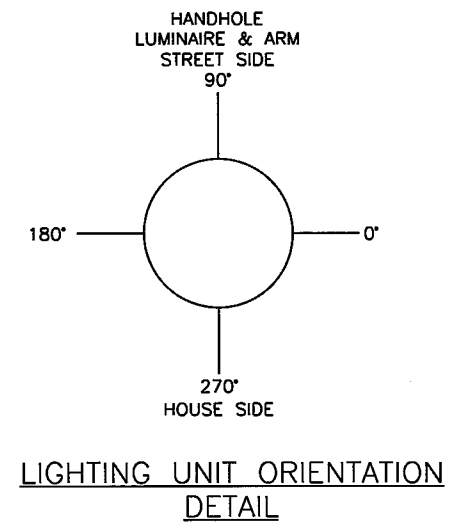 HANDHOLE
LUMINAIRE & ARM
STREET SIDE
90°
180°
0°
270°
HOUSE SIDE
LIGHTING UNIT ORIENTATION
DETAIL